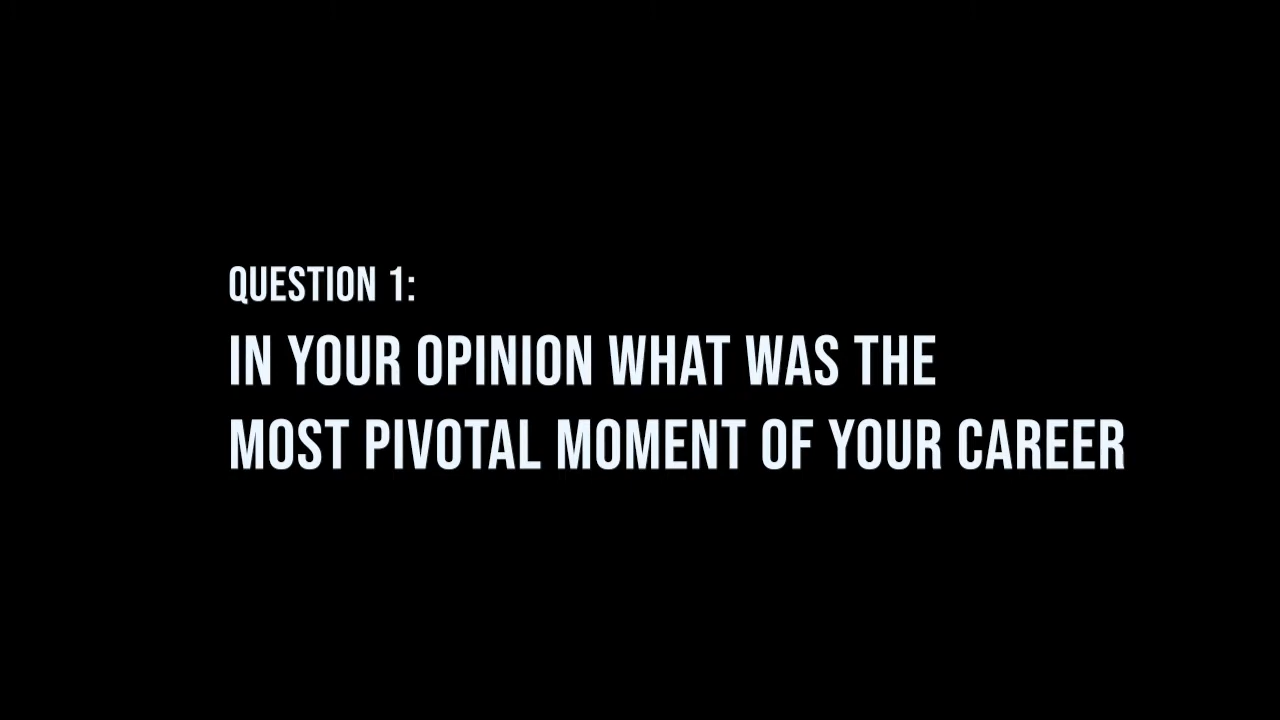 QUESTION 1:
IN YOUR OPINION WHAT WAS THE
MOST PIVOTAL MOMENT OF YOUR CAREER